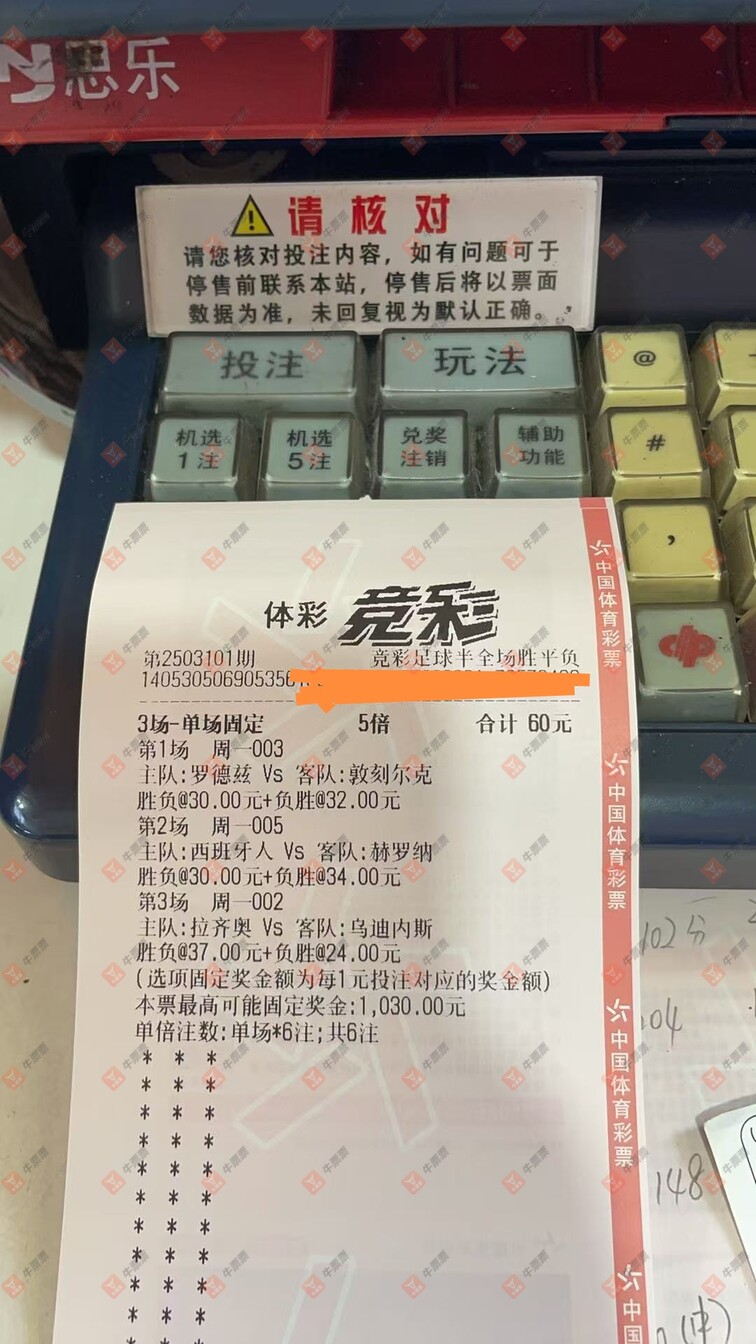 思乐
请核对
请您核对投注内容，如有问题可于
停售前联系本站，停售后将以票面
数据为准，未回复视为默认正确。
投注 玩法 @
机选 机选 兑奖 辅助 #
1注 5注 注销 功能
,
体彩 竞彩
第2503101期 竞彩足球半全场胜平负
3场-单场固定 5倍 合计 60元
第1场 周一003
主队:罗德兹 Vs 客队:敦刻尔克
胜负@30.00元+负胜@32.00元
第2场 周一005
主队:西班牙人 Vs 客队:赫罗纳
胜负@30.00元+负胜@34.00元
第3场 周一002
主队:拉齐奥 Vs 客队:乌迪内斯
胜负@37.00元+负胜@24.00元
(选项固定奖金额为每1元投注对应的奖金额)
本票最高可能固定奖金:1,030.00元
单倍注数:单场*6注;共6注
* * *
* * *
* * *
* * *
* * *
* * *
* * *
* * *
* * *
* * *
中国体育彩票
中国体育彩票
中国体育彩票
中国
102分
04
148
牛票票